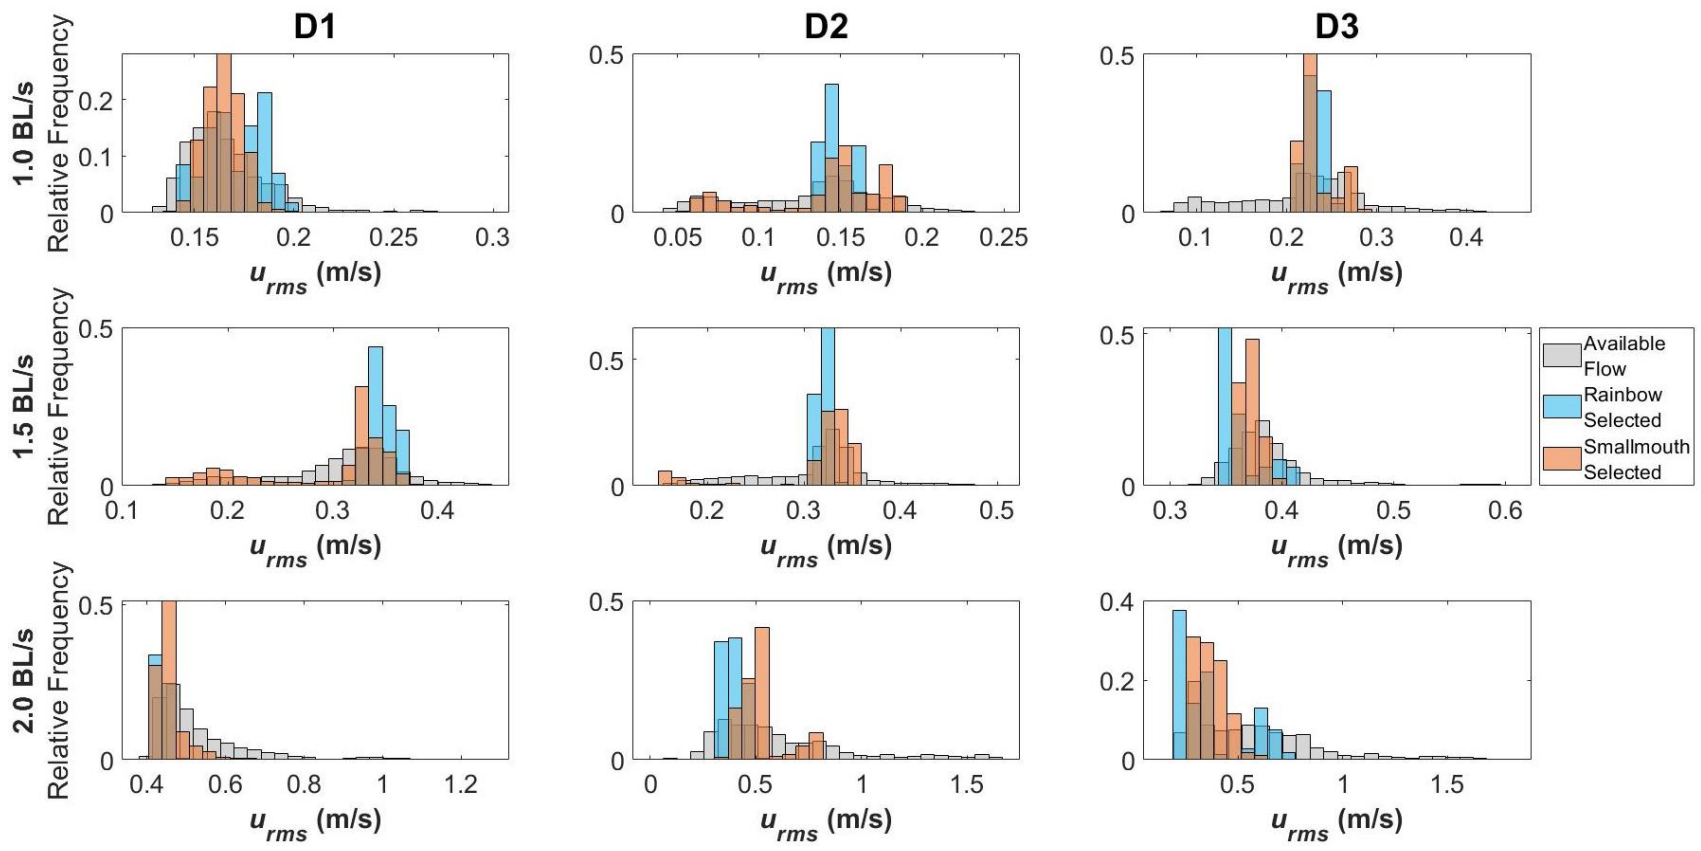 D1
D2
D3
1.0 BL/s
Relative Frequency
0.2
0.1
0
0.15
0.2
0.25
0.3
u_rms (m/s)
0.5
0
0.05
0.1
0.15
0.2
0.25
u_rms (m/s)
0.5
0
0.1
0.2
0.3
0.4
u_rms (m/s)
1.5 BL/s
Relative Frequency
0.5
0
0.1
0.2
0.3
0.4
u_rms (m/s)
0.5
0
0.2
0.3
0.4
0.5
u_rms (m/s)
0.5
0
0.3
0.4
0.5
0.6
u_rms (m/s)
Available
Flow
Rainbow
Selected
Smallmouth
Selected
2.0 BL/s
Relative Frequency
0.5
0
0.4
0.6
0.8
1
1.2
u_rms (m/s)
0.5
0
0
0.5
1
1.5
u_rms (m/s)
0.4
0.2
0
0.5
1
1.5
u_rms (m/s)